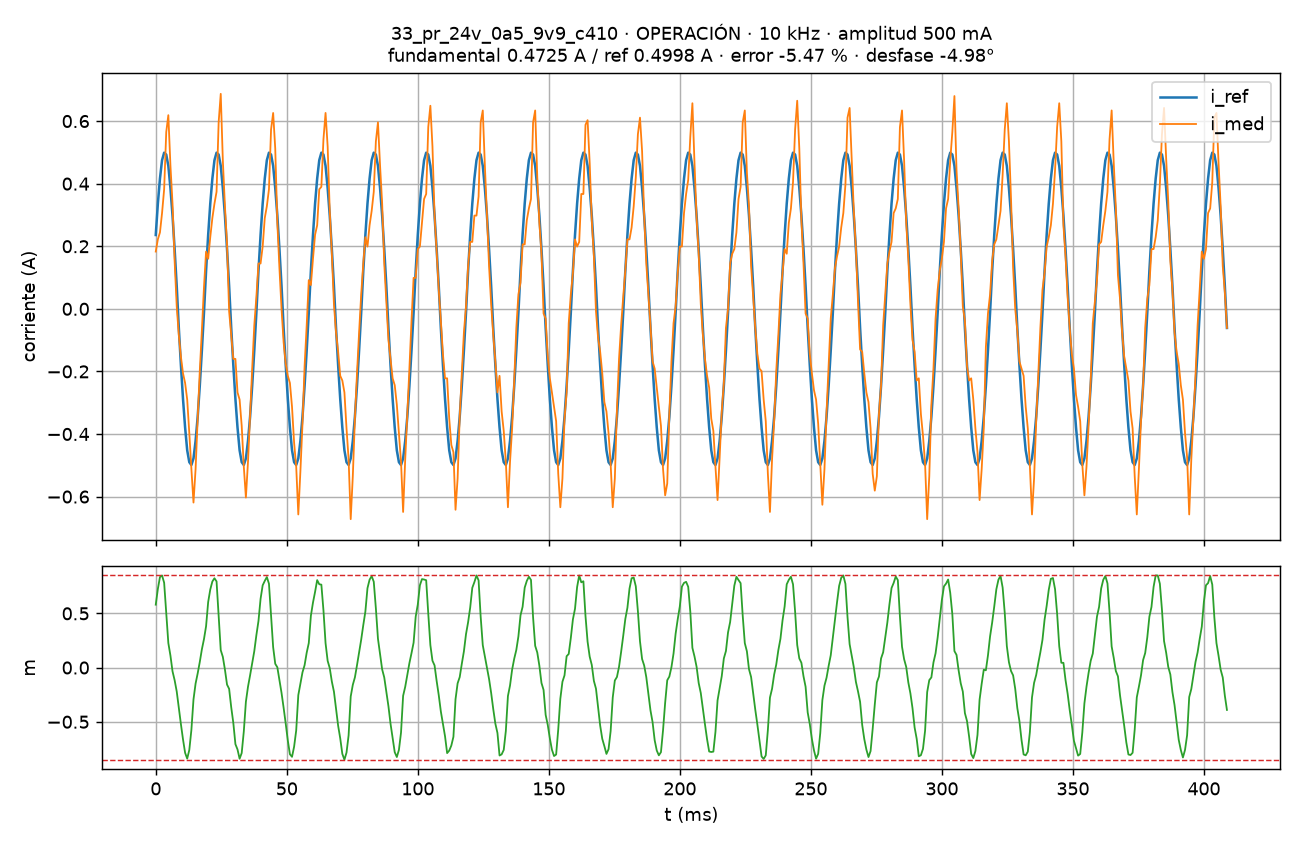 33_pr_24v_0a5_9v9_c410 · OPERACIÓN · 10 kHz · amplitud 500 mA
fundamental 0.4725 A / ref 0.4998 A · error -5.47 % · desfase -4.98°
i_ref
i_med
corriente (A)
0.6
0.4
0.2
0.0
−0.2
−0.4
−0.6
m
0.5
0.0
−0.5
0 50 100 150 200 250 300 350 400
t (ms)